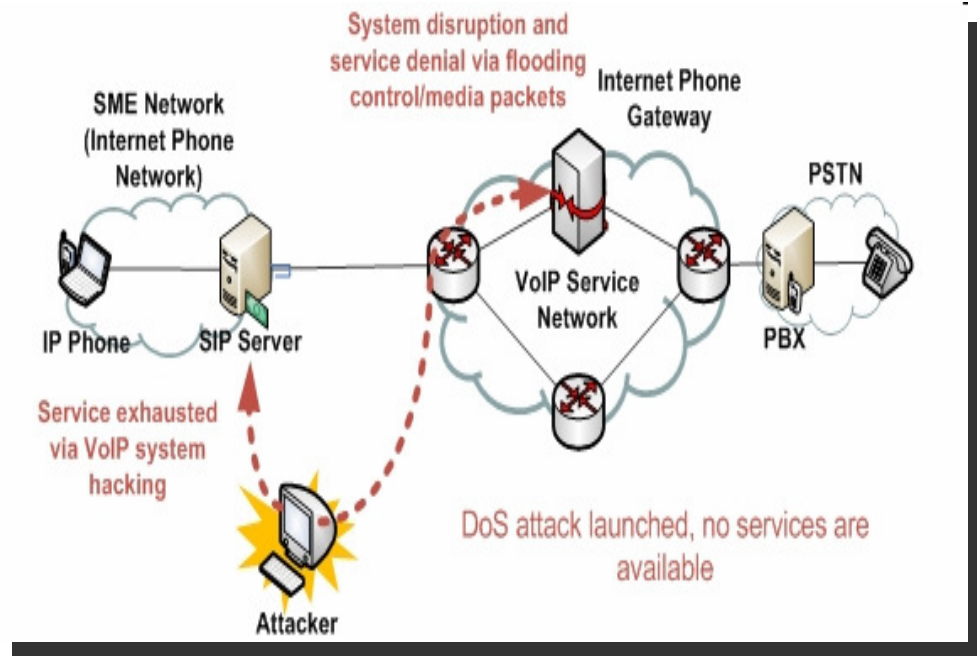 System disruption and
service denial via flooding
control/media packets
Internet Phone
Gateway
SME Network
(Internet Phone
Network)
PSTN
VoIP Service
Network
IP Phone
SIP Server
PBX
Service exhausted
via VoIP system
hacking
DoS attack launched, no services are
available
Attacker